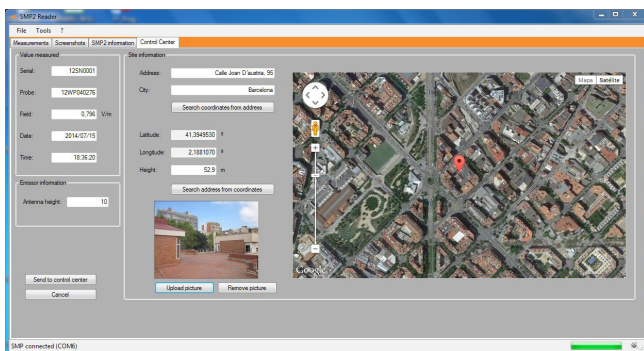 SMP2 Reader
File Tools ?
Measurements Screenshots SMP2 information Control Center
Value measured
Serial: 12SN0001
Probe: 12WP040276
Field: 0.796 V/m
Date: 2014/07/15
Time: 18:36:20
Emissor information
Antenna height: 10
Send to control center
Cancel
Site information
Address: Calle Joan D'austria, 95
City: Barcelona
Search coordinates from address
Latitude: 41,3949530 º
Longitude: 2,1881070 º
Height: 52,9 m
Search address from coordinates
Upload picture Remove picture
Mapa Satélite
Google
SMP connected (COM6)